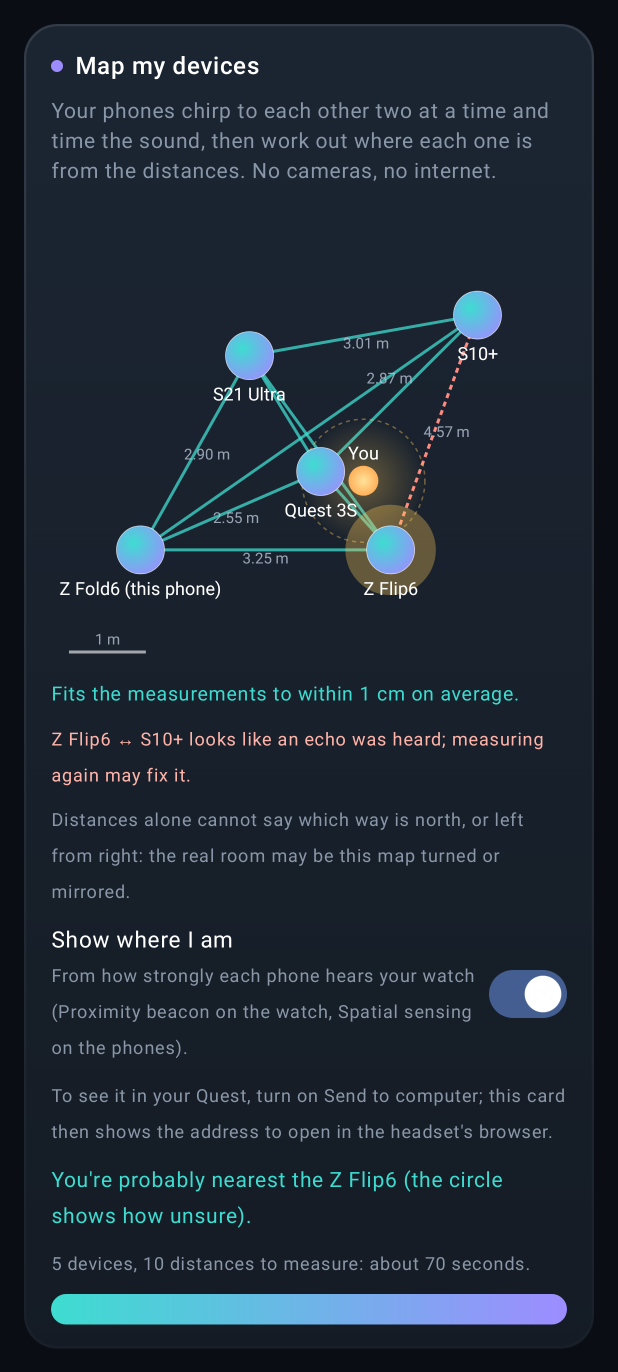 Map my devices
Your phones chirp to each other two at a time and
time the sound, then work out where each one is
from the distances. No cameras, no internet.
S10+
3.01 m
S21 Ultra
2.87 m
4.57 m
2.90 m
You
Quest 3S
2.55 m
3.25 m
Z Fold6 (this phone)
Z Flip6
1 m
Fits the measurements to within 1 cm on average.
Z Flip6 ↔ S10+ looks like an echo was heard; measuring
again may fix it.
Distances alone cannot say which way is north, or left
from right: the real room may be this map turned or
mirrored.
Show where I am
From how strongly each phone hears your watch
(Proximity beacon on the watch, Spatial sensing
on the phones).
To see it in your Quest, turn on Send to computer; this card
then shows the address to open in the headset's browser.
You're probably nearest the Z Flip6 (the circle
shows how unsure).
5 devices, 10 distances to measure: about 70 seconds.